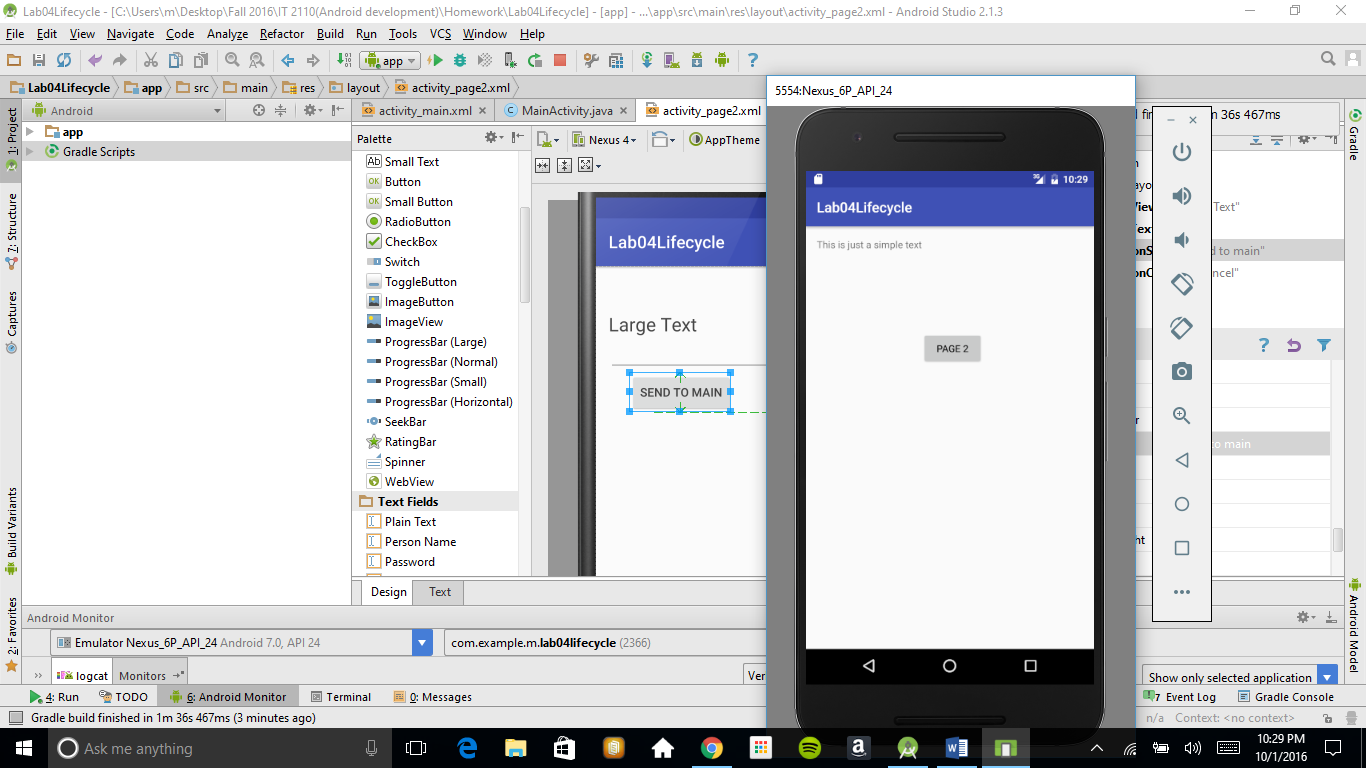 Lab04Lifecycle - [C:\Users\m\Desktop\Fall 2016\IT 2110(Android development)\Homework\Lab04Lifecycle] - [app] - ...\app\src\main\res\layout\activity_page2.xml - Android Studio 2.1.3
File Edit View Navigate Code Analyze Refactor Build Run Tools VCS Window Help
app
Lab04Lifecycle app src main res layout activity_page2.xml
5554:Nexus_6P_API_24
Android
activity_main.xml MainActivity.java activity_page2.xml
1: Project
7: Structure
Captures
Build Variants
2: Favorites
app
Gradle Scripts
Palette
Small Text
Button
Small Button
RadioButton
CheckBox
Switch
ToggleButton
ImageButton
ImageView
ProgressBar (Large)
ProgressBar (Normal)
ProgressBar (Small)
ProgressBar (Horizontal)
SeekBar
RatingBar
Spinner
WebView
Text Fields
Plain Text
Person Name
Password
Nexus 4 AppTheme
Lab04Lifecycle
Large Text
SEND TO MAIN
Design Text
10:29
Lab04Lifecycle
This is just a simple text
PAGE 2
m 36s 467ms
Text"
d to main"
ncel"
to main
Gradle
Android Model
Android Monitor
Emulator Nexus_6P_API_24 Android 7.0, API 24
com.example.m.lab04lifecycle (2366)
logcat Monitors
Ver
Show only selected application
4: Run TODO 6: Android Monitor Terminal 0: Messages
7 Event Log Gradle Console
Gradle build finished in 1m 36s 467ms (3 minutes ago)
n/a Context: <no context>
Ask me anything
10:29 PM
10/1/2016